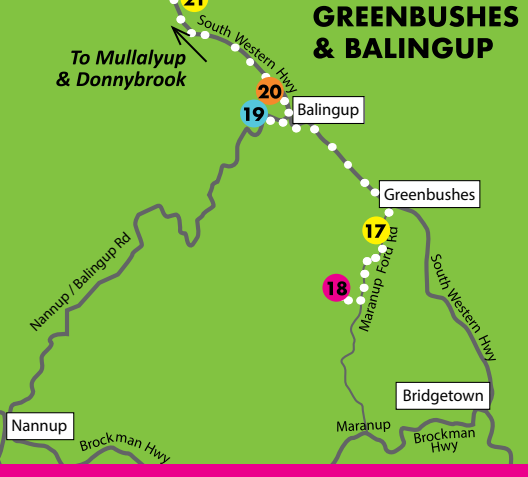 21
GREENBUSHES
& BALINGUP
South Western Hwy
To Mullalyup
& Donnybrook
20
19
Balingup
Greenbushes
17
Maranup Ford Rd
18
South Western Hwy
Nannup / Balingup Rd
Bridgetown
Nannup
Brockman Hwy
Maranup
Brockman
Hwy